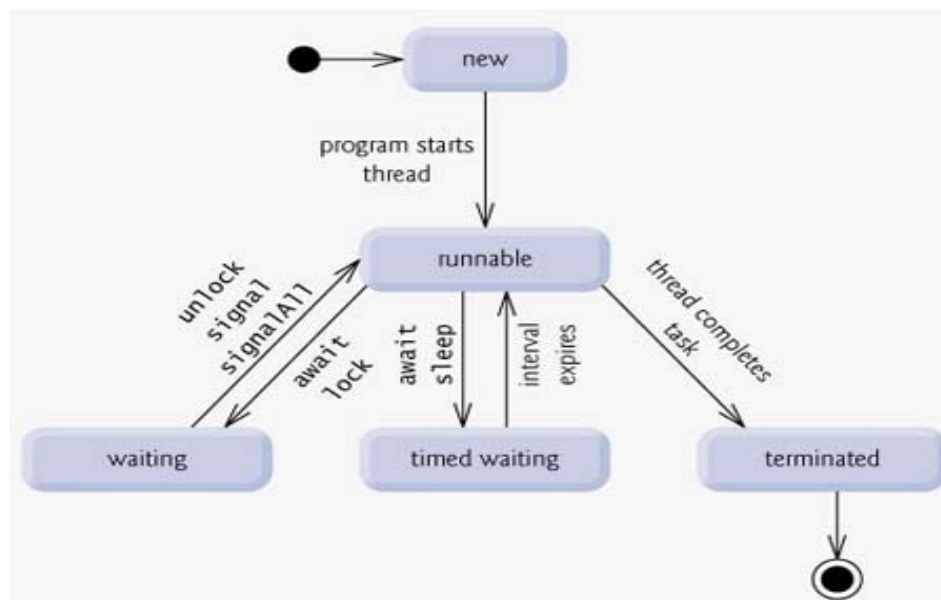 new
program starts
thread
runnable
unlock
signal
signalAll
await
lock
await
sleep
interval
expires
thread completes
task
waiting
timed waiting
terminated